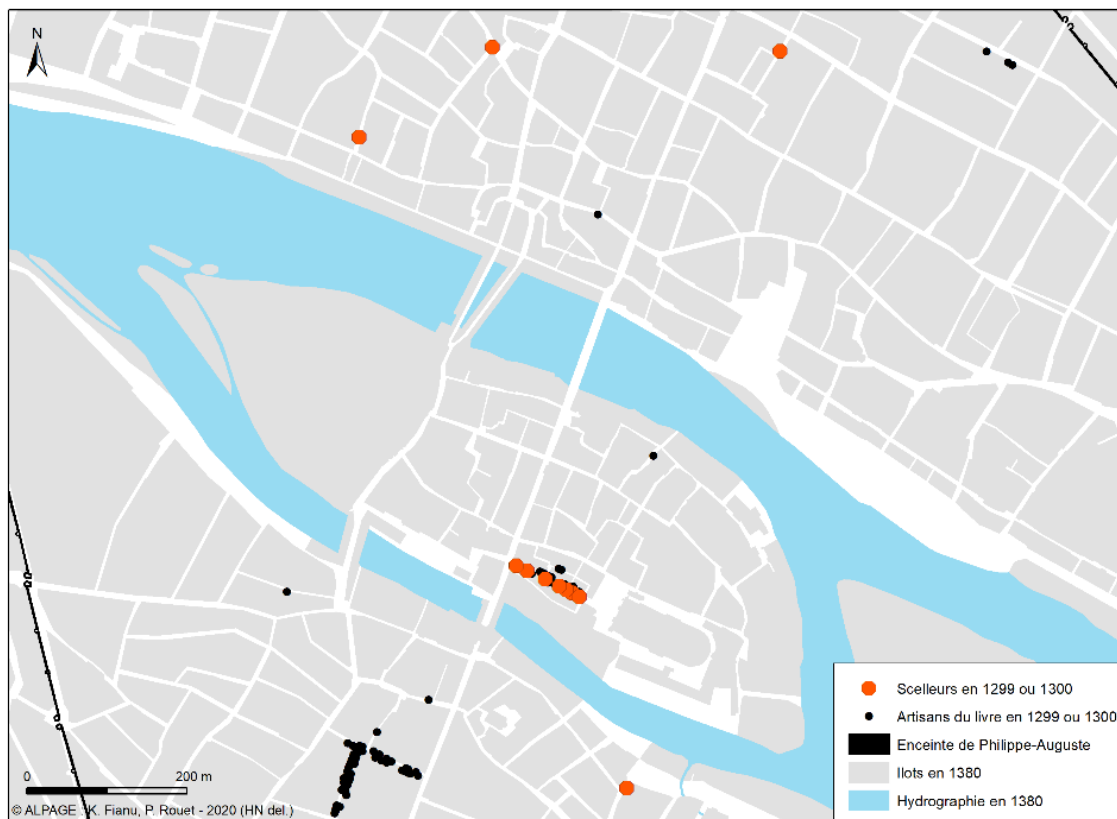 N
Scelleurs en 1299 ou 1300
Artisans du livre en 1299 ou 1300
Enceinte de Philippe-Auguste
Ilots en 1380
Hydrographie en 1380
0 200 m
© ALPAGE : K. Fianu, P. Rouet - 2020 (HN del.)